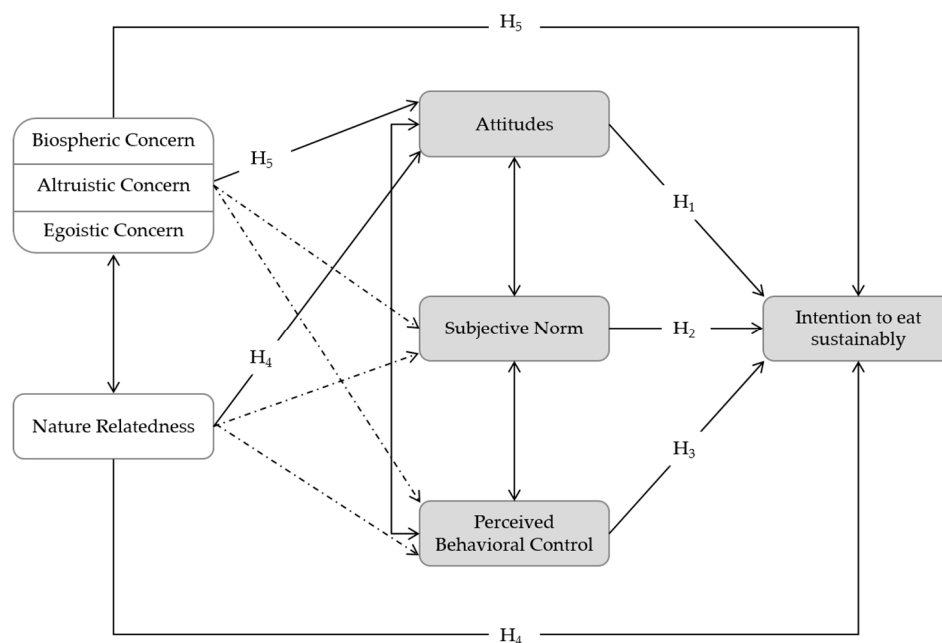 H₅
Biospheric Concern
Altruistic Concern
Egoistic Concern
H₅
Attitudes
H₁
Subjective Norm
H₂
Intention to eat
sustainably
H₄
Nature Relatedness
H₃
Perceived
Behavioral Control
H₄